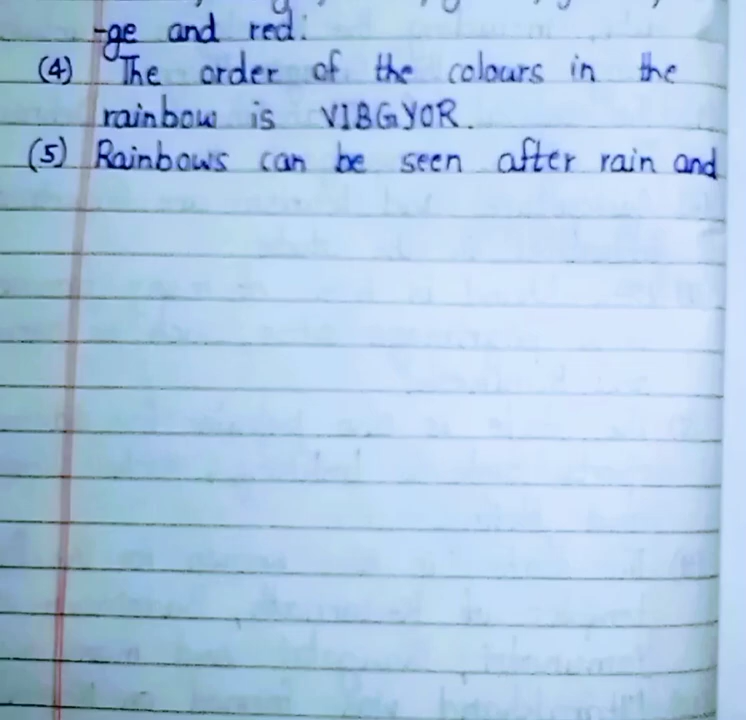 -ge and red.
(4) The order of the colours in the
rainbow is VIBGYOR.
(5) Rainbows can be seen after rain and